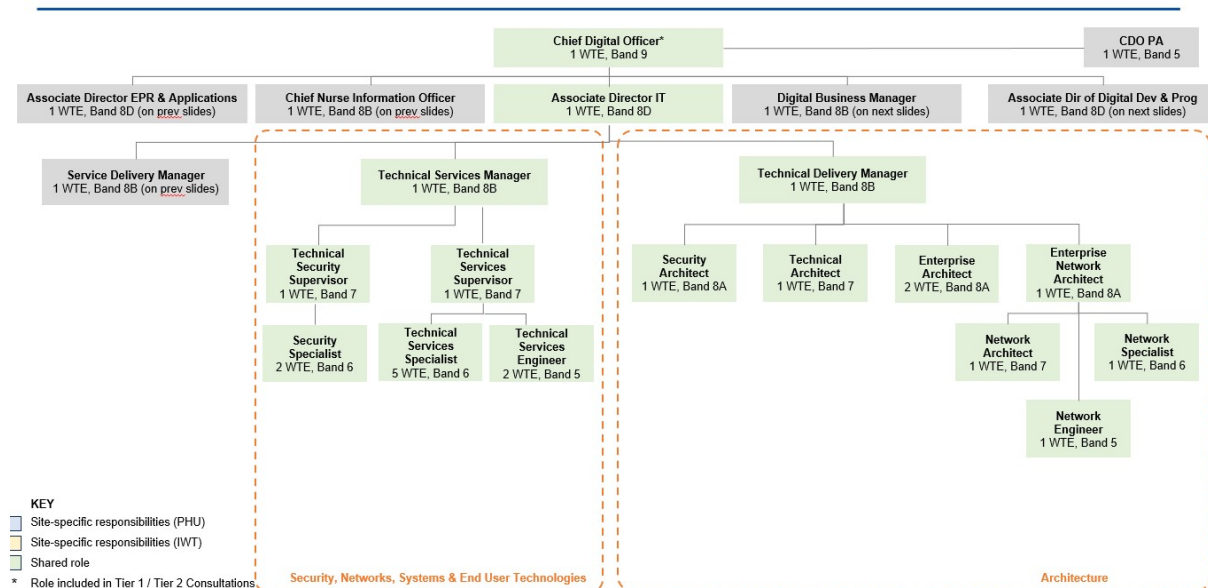 Chief Digital Officer*
1 WTE, Band 9
CDO PA
1 WTE, Band 5
Associate Director EPR & Applications
1 WTE, Band 8D (on prev slides)
Chief Nurse Information Officer
1 WTE, Band 8B (on prev slides)
Associate Director IT
1 WTE, Band 8D
Digital Business Manager
1 WTE, Band 8B (on next slides)
Associate Dir of Digital Dev & Prog
1 WTE, Band 8D (on next slides)
Service Delivery Manager
1 WTE, Band 8B (on prev slides)
Technical Services Manager
1 WTE, Band 8B
Technical Delivery Manager
1 WTE, Band 8B
Technical
Security
Supervisor
1 WTE, Band 7
Technical
Services
Supervisor
1 WTE, Band 7
Security
Architect
1 WTE, Band 8A
Technical
Architect
1 WTE, Band 7
Enterprise
Architect
2 WTE, Band 8A
Enterprise
Network
Architect
1 WTE, Band 8A
Security
Specialist
2 WTE, Band 6
Technical
Services
Specialist
5 WTE, Band 6
Technical
Services
Engineer
2 WTE, Band 5
Network
Architect
1 WTE, Band 7
Network
Specialist
1 WTE, Band 6
Network
Engineer
1 WTE, Band 5
KEY
Site-specific responsibilities (PHU)
Site-specific responsibilities (IWT)
Shared role
* Role included in Tier 1 / Tier 2 Consultations
Security, Networks, Systems & End User Technologies
Architecture